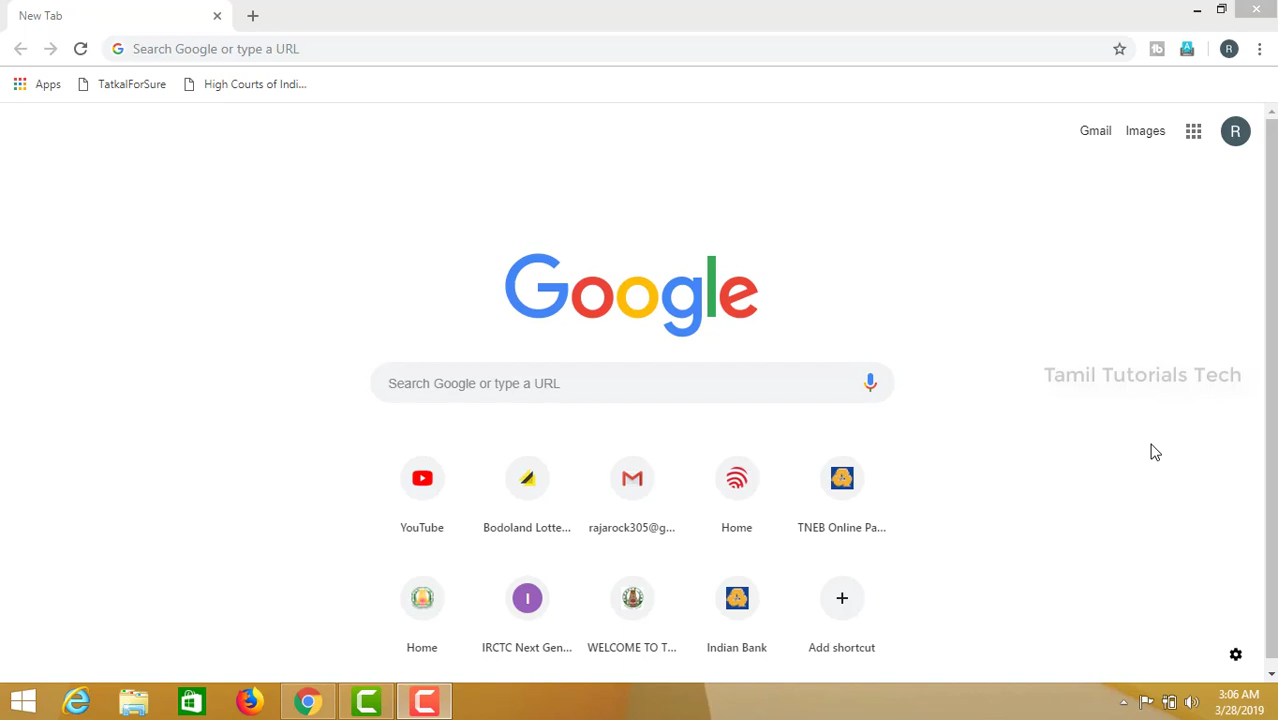 New Tab
Search Google or type a URL
R
Apps
TatkalForSure
High Courts of Indi...
Gmail
Images
R
Google
Search Google or type a URL
Tamil Tutorials Tech
YouTube
Bodoland Lotte...
rajarock305@g...
Home
TNEB Online Pa...
I
Home
IRCTC Next Gen...
WELCOME TO T...
Indian Bank
Add shortcut
3:06 AM
3/28/2019